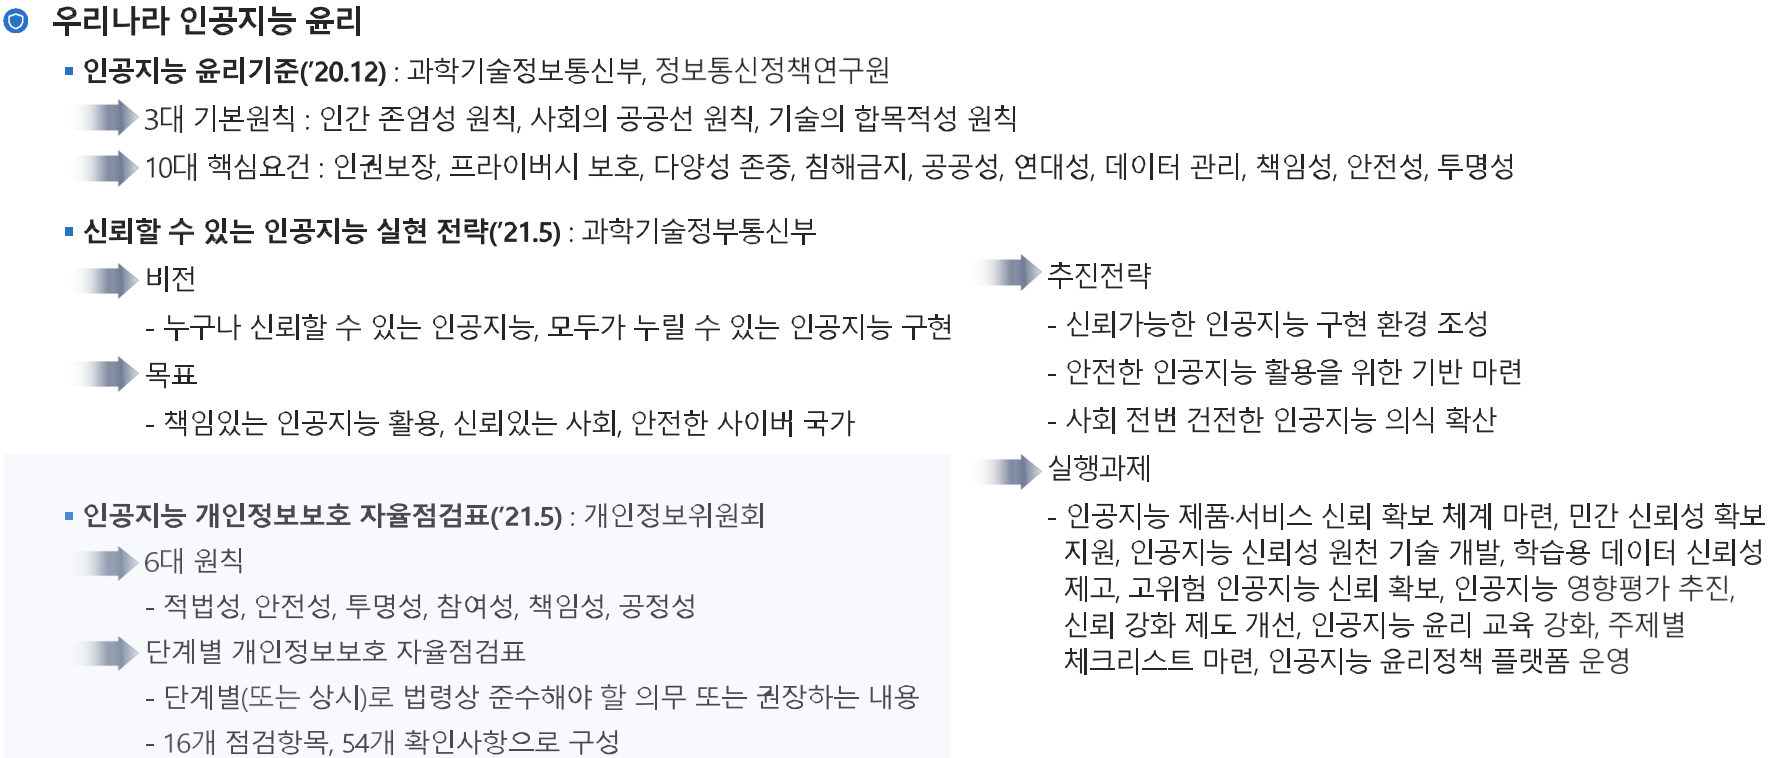 우리나라 인공지능 윤리
▪ 인공지능 윤리기준('20.12) : 과학기술정보통신부, 정보통신정책연구원
3대 기본원칙 : 인간 존엄성 원칙, 사회의 공공선 원칙, 기술의 합목적성 원칙
10대 핵심요건 : 인권보장, 프라이버시 보호, 다양성 존중, 침해금지, 공공성, 연대성, 데이터 관리, 책임성, 안전성, 투명성
▪ 신뢰할 수 있는 인공지능 실현 전략('21.5) : 과학기술정부통신부
비전
- 누구나 신뢰할 수 있는 인공지능, 모두가 누릴 수 있는 인공지능 구현
목표
- 책임있는 인공지능 활용, 신뢰있는 사회, 안전한 사이버 국가
추진전략
- 신뢰가능한 인공지능 구현 환경 조성
- 안전한 인공지능 활용을 위한 기반 마련
- 사회 전번 건전한 인공지능 의식 확산
실행과제
- 인공지능 제품·서비스 신뢰 확보 체계 마련, 민간 신뢰성 확보
지원, 인공지능 신뢰성 원천 기술 개발, 학습용 데이터 신뢰성
제고, 고위험 인공지능 신뢰 확보, 인공지능 영향평가 추진,
신뢰 강화 제도 개선, 인공지능 윤리 교육 강화, 주제별
체크리스트 마련, 인공지능 윤리정책 플랫폼 운영
▪ 인공지능 개인정보보호 자율점검표('21.5) : 개인정보위원회
6대 원칙
- 적법성, 안전성, 투명성, 참여성, 책임성, 공정성
단계별 개인정보보호 자율점검표
- 단계별(또는 상시)로 법령상 준수해야 할 의무 또는 권장하는 내용
- 16개 점검항목, 54개 확인사항으로 구성